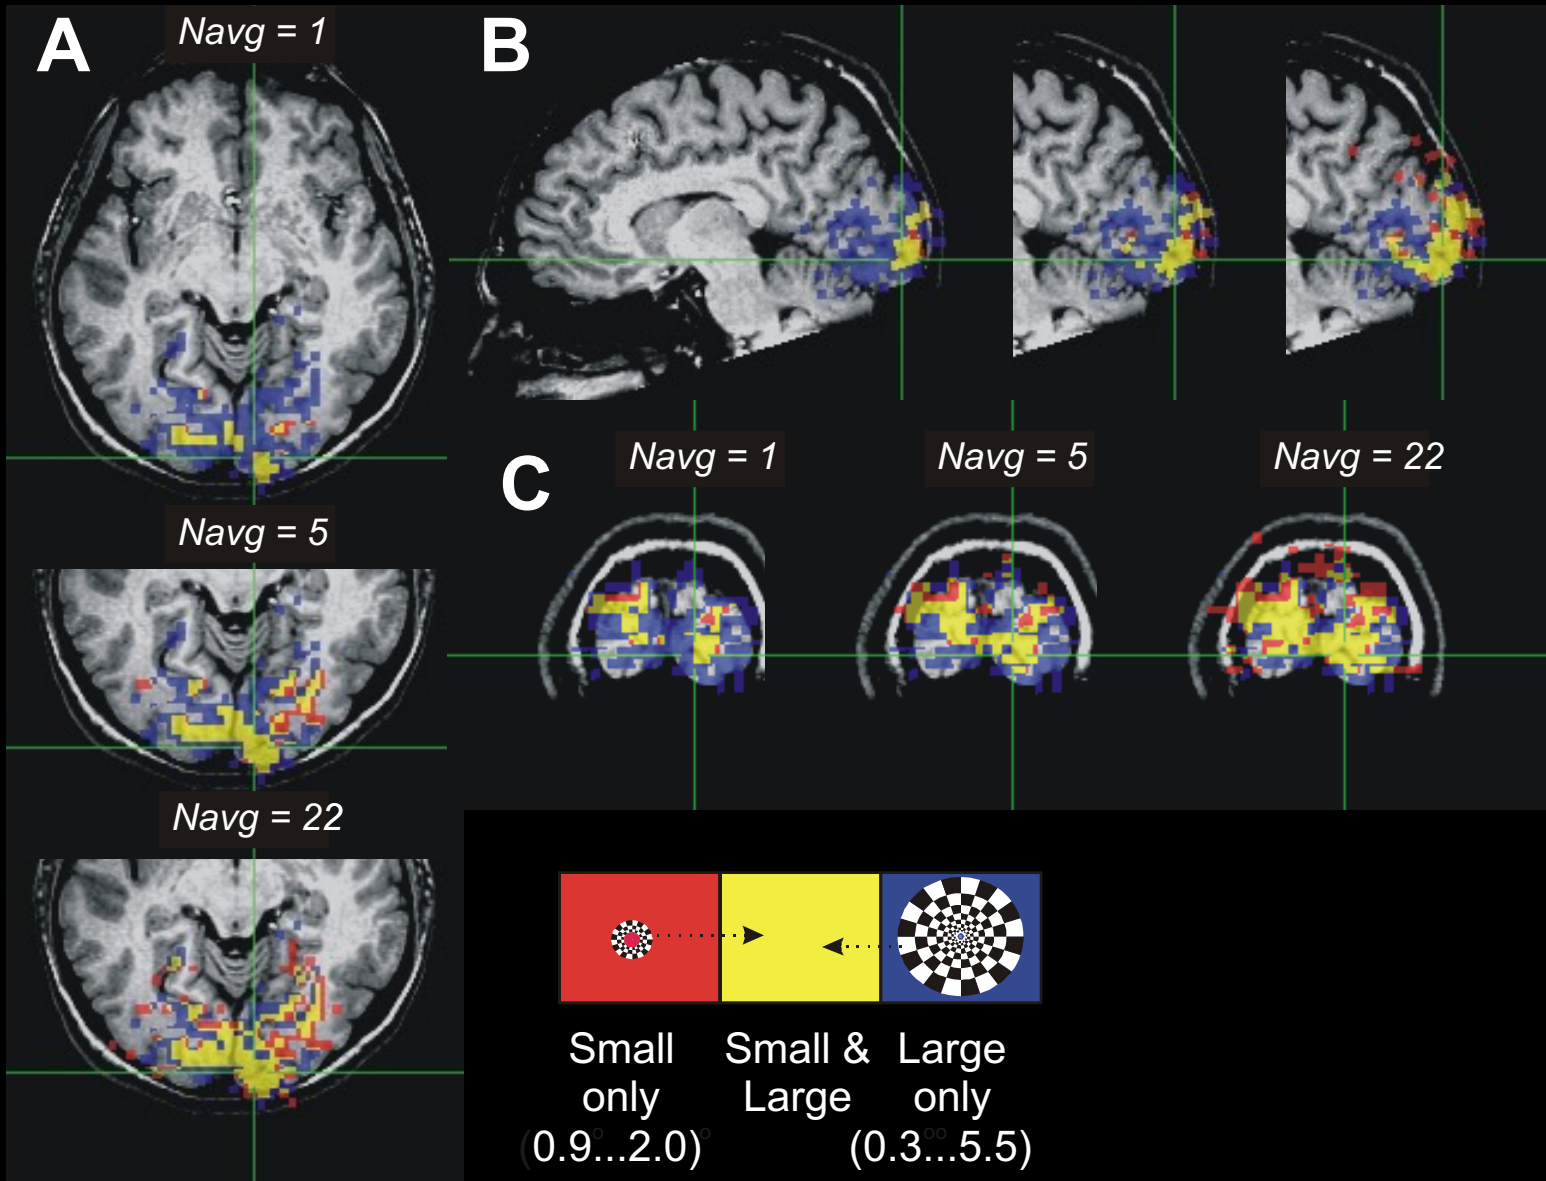 A
Navg = 1
B
Navg = 5
Navg = 22
C
Navg = 1
Navg = 5
Navg = 22
Small only
Small & Large
Large only
(0.9°...2.0)°
(0.3°°...5.5)